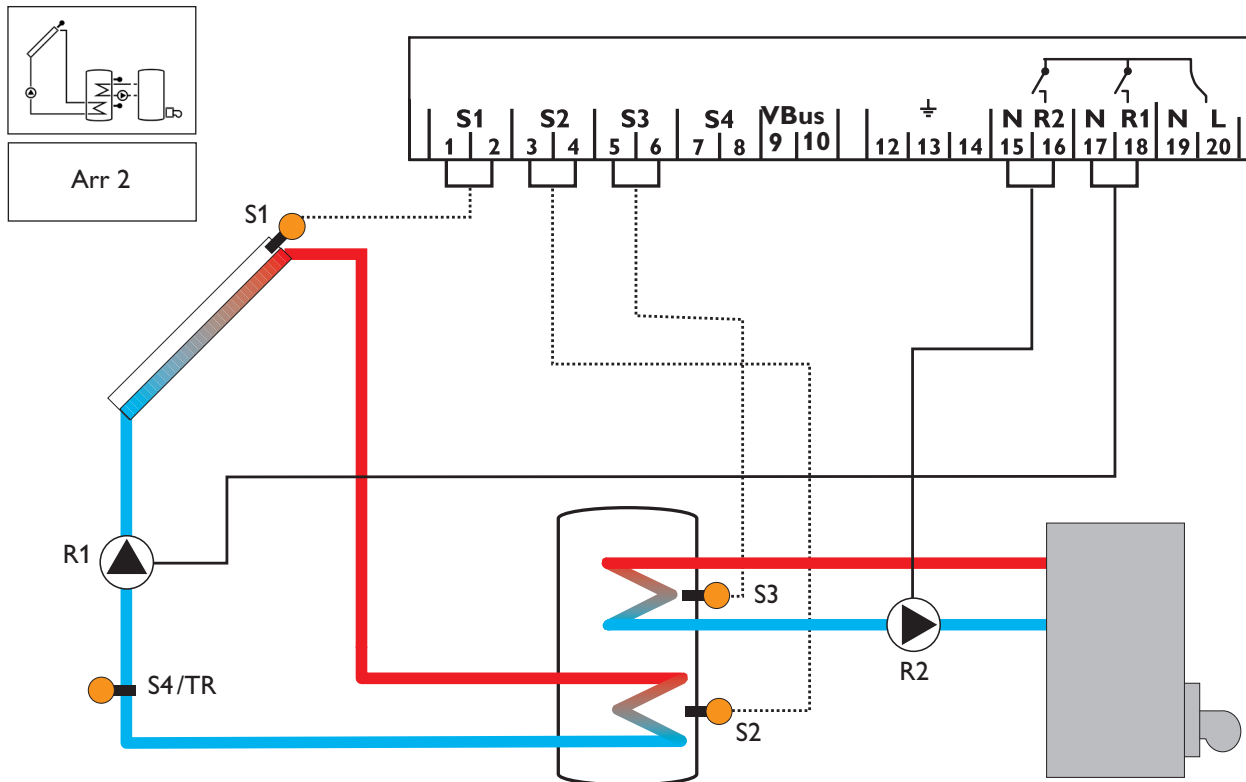 Arr 2
S1 S2 S3 S4 VBus ⏚ N R2 N R1 N L
1 2 3 4 5 6 7 8 9 10 12 13 14 15 16 17 18 19 20
S1
R1
S3
R2
S4/TR
S2